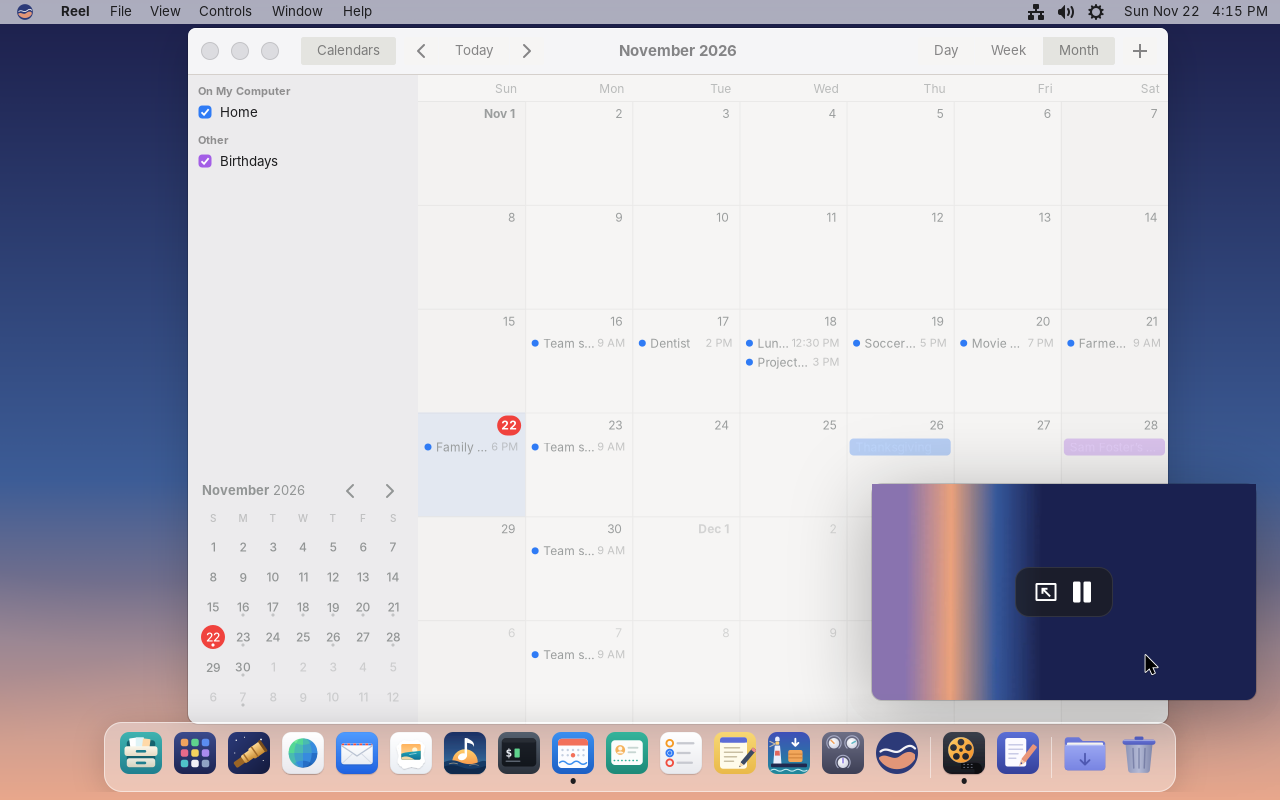 Reel File View Controls Window Help Sun Nov 22 4:15 PM
Calendars Today November 2026 Day Week Month
On My Computer
Home
Other
Birthdays
Sun Mon Tue Wed Thu Fri Sat
Nov 1 2 3 4 5 6 7
8 9 10 11 12 13 14
15 16 17 18 19 20 21
Team s... 9 AM Dentist 2 PM Lun... 12:30 PM Soccer... 5 PM Movie ... 7 PM Farme... 9 AM
Project... 3 PM
22 23 24 25 26 27 28
Family ... 6 PM Team s... 9 AM
29 30 Dec 1 2
Team s... 9 AM
6 7 8 9
Team s... 9 AM
November 2026
S M T W T F S
1 2 3 4 5 6 7
8 9 10 11 12 13 14
15 16 17 18 19 20 21
22 23 24 25 26 27 28
29 30 1 2 3 4 5
6 7 8 9 10 11 12
$